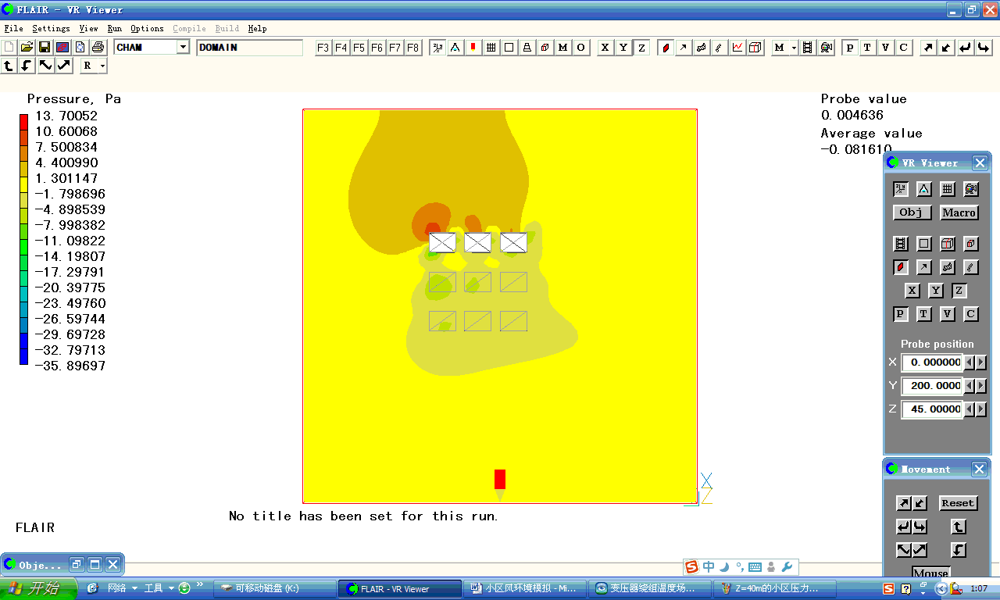 FLAIR - VR Viewer
File Settings View Run Options Compile Build Help
CHAM DOMAIN F3 F4 F5 F6 F7 F8 M O X Y Z M P T V C
R
Pressure, Pa
13.70052
10.60068
7.500834
4.400990
1.301147
-1.798696
-4.898539
-7.998382
-11.09822
-14.19807
-17.29791
-20.39775
-23.49760
-26.59744
-29.69728
-32.79713
-35.89697
Probe value
0.004636
Average value
-0.081610
VR Viewer
Obj Macro
X Y Z
P T V C
Probe position
X 0.000000
Y 200.0000
Z 45.00000
Movement
Reset
Mouse
X
Z
No title has been set for this run.
FLAIR
Obje...
中
开始 网络 工具 » 可移动磁盘 (K:) FLAIR - VR Viewer 小区风环境模拟 - Mi... 变压器绕组温度场... Z=40m的小区压力... 1:07